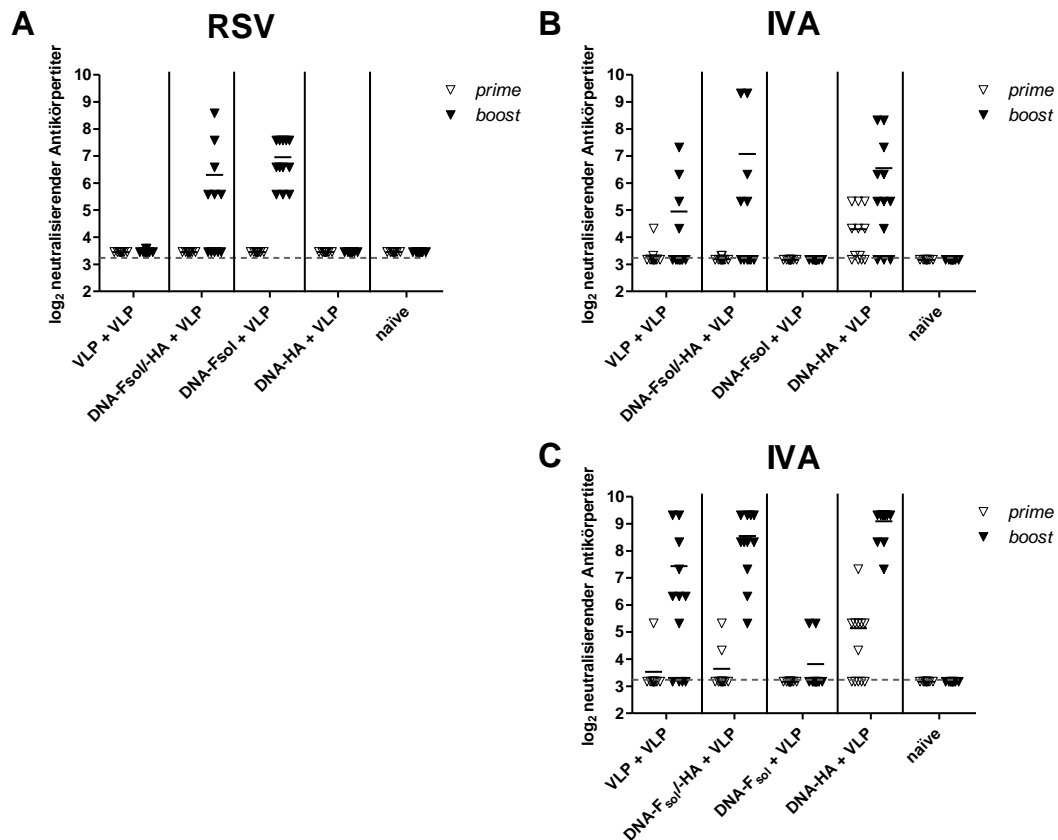 A
RSV
log2 neutralisierender Antikörpertiter
10
9
8
7
6
5
4
3
2
prime
boost
VLP + VLP
DNA-Fsol/-HA + VLP
DNA-Fsol + VLP
DNA-HA + VLP
naïve
B
IVA
log2 neutralisierender Antikörpertiter
10
9
8
7
6
5
4
3
2
prime
boost
VLP + VLP
DNA-Fsol/-HA + VLP
DNA-Fsol + VLP
DNA-HA + VLP
naïve
C
IVA
log2 neutralisierender Antikörpertiter
10
9
8
7
6
5
4
3
2
prime
boost
VLP + VLP
DNA-Fsol/-HA + VLP
DNA-Fsol + VLP
DNA-HA + VLP
naïve